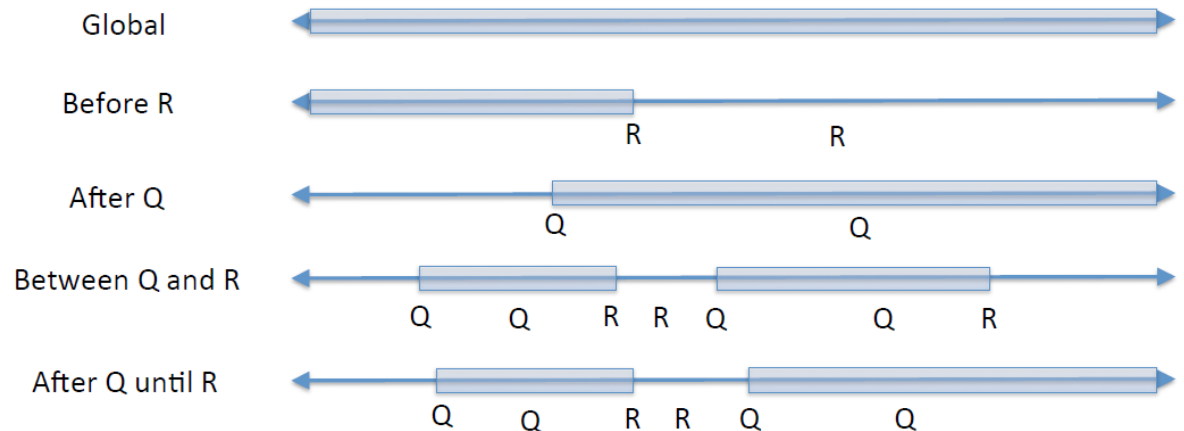 Global
Before R
R R
After Q
Q Q
Between Q and R
Q Q R R Q Q R
After Q until R
Q Q R R Q Q